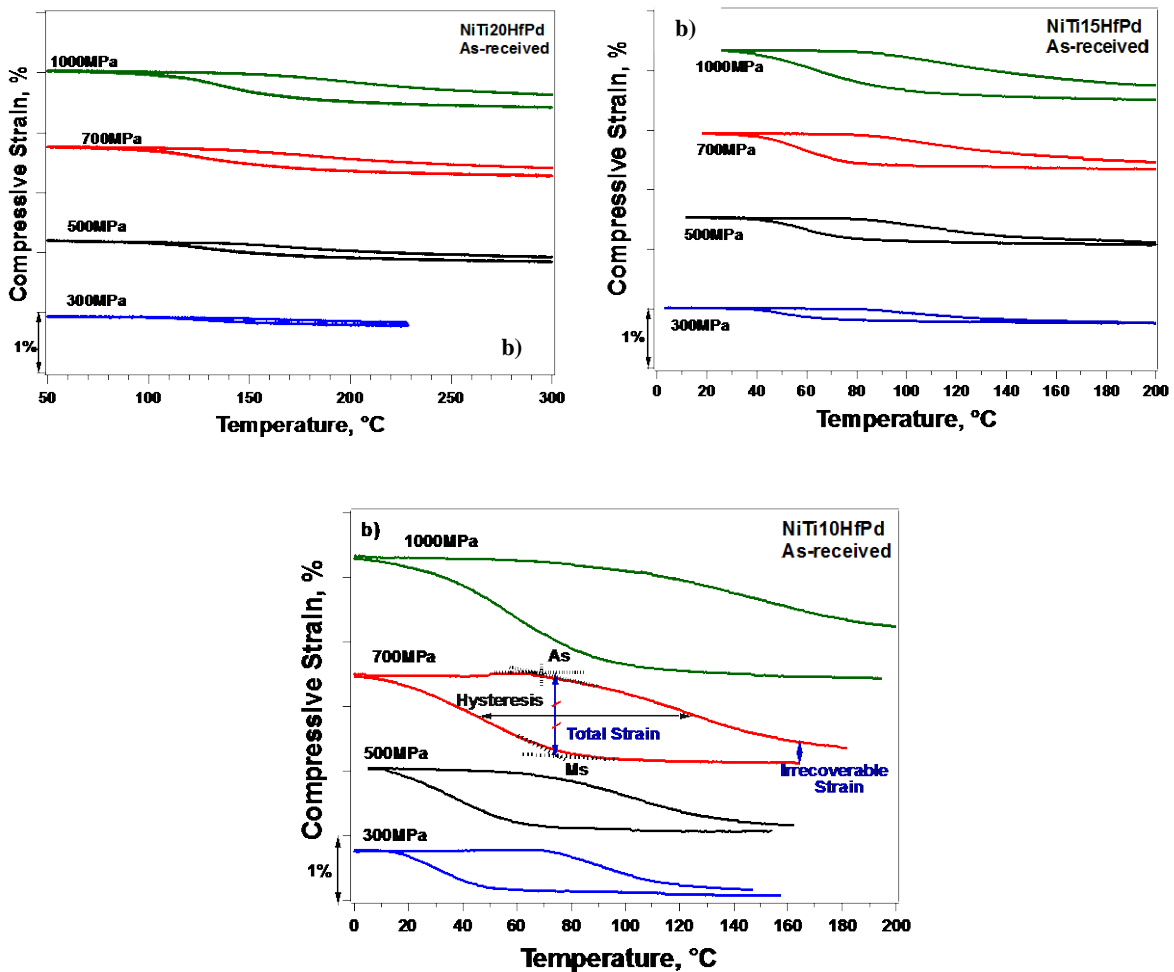 NiTi20HfPd
As-received
1000MPa
700MPa
500MPa
300MPa
1%
b)
Compressive Strain, %
50
100
150
200
250
300
Temperature, °C
b)
NiTi15HfPd
As-received
1000MPa
700MPa
500MPa
300MPa
1%
Compressive Strain, %
0
20
40
60
80
100
120
140
160
180
200
Temperature, °C
b)
NiTi10HfPd
As-received
1000MPa
700MPa
As
Hysteresis
Total Strain
Ms
Irrecoverable
Strain
500MPa
300MPa
1%
Compressive Strain, %
0
20
40
60
80
100
120
140
160
180
200
Temperature, °C